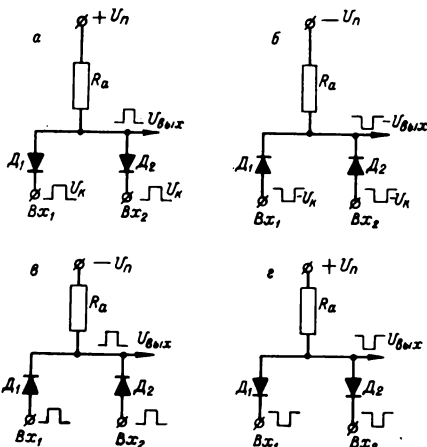 а
+Uп
Rа
Uвых
Д1
Д2
Uк
Uк
Вх1
Вх2
б
−Uп
Rа
−Uвых
Д1
Д2
−Uк
−Uк
Вх1
Вх2
в
−Uп
Rа
Uвых
Д1
Д2
Вх1
Вх2
г
+Uп
Rа
Uвых
Д1
Д2
Вх1
Вх2